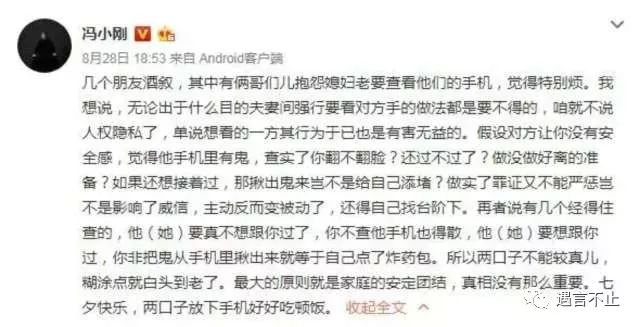 冯小刚
8月28日 18:53 来自 Android客户端
几个朋友酒叙，其中有俩哥们儿抱怨媳妇老要查看他们的手机，觉得特别烦。我
想说，无论出于什么目的夫妻间强行要看对方手的做法都是要不得的，咱就不说
人权隐私了，单说想看的一方其行为于已也是有害无益的。假设对方让你没有安
全感，觉得他手机里有鬼，查实了你翻不翻脸？还过不过了？做没做好离的准
备？如果还想接着过，那揪出鬼来岂不是给自己添堵？做实了罪证又不能严惩岂
不是影响了威信，主动反而变被动了，还得自己找台阶下。再者说有几个经得住
查的，他（她）要真不想跟你过了，你不查他手机也得散，他（她）要想跟你
过，你非把鬼从手机里揪出来就等于自己点了炸药包。所以两口子不能较真儿，
糊涂点就白头到老了。最大的原则就是家庭的安定团结，真相没有那么重要。七
夕快乐，两口子放下手机好好吃顿饭。 收起全文
遇言不止